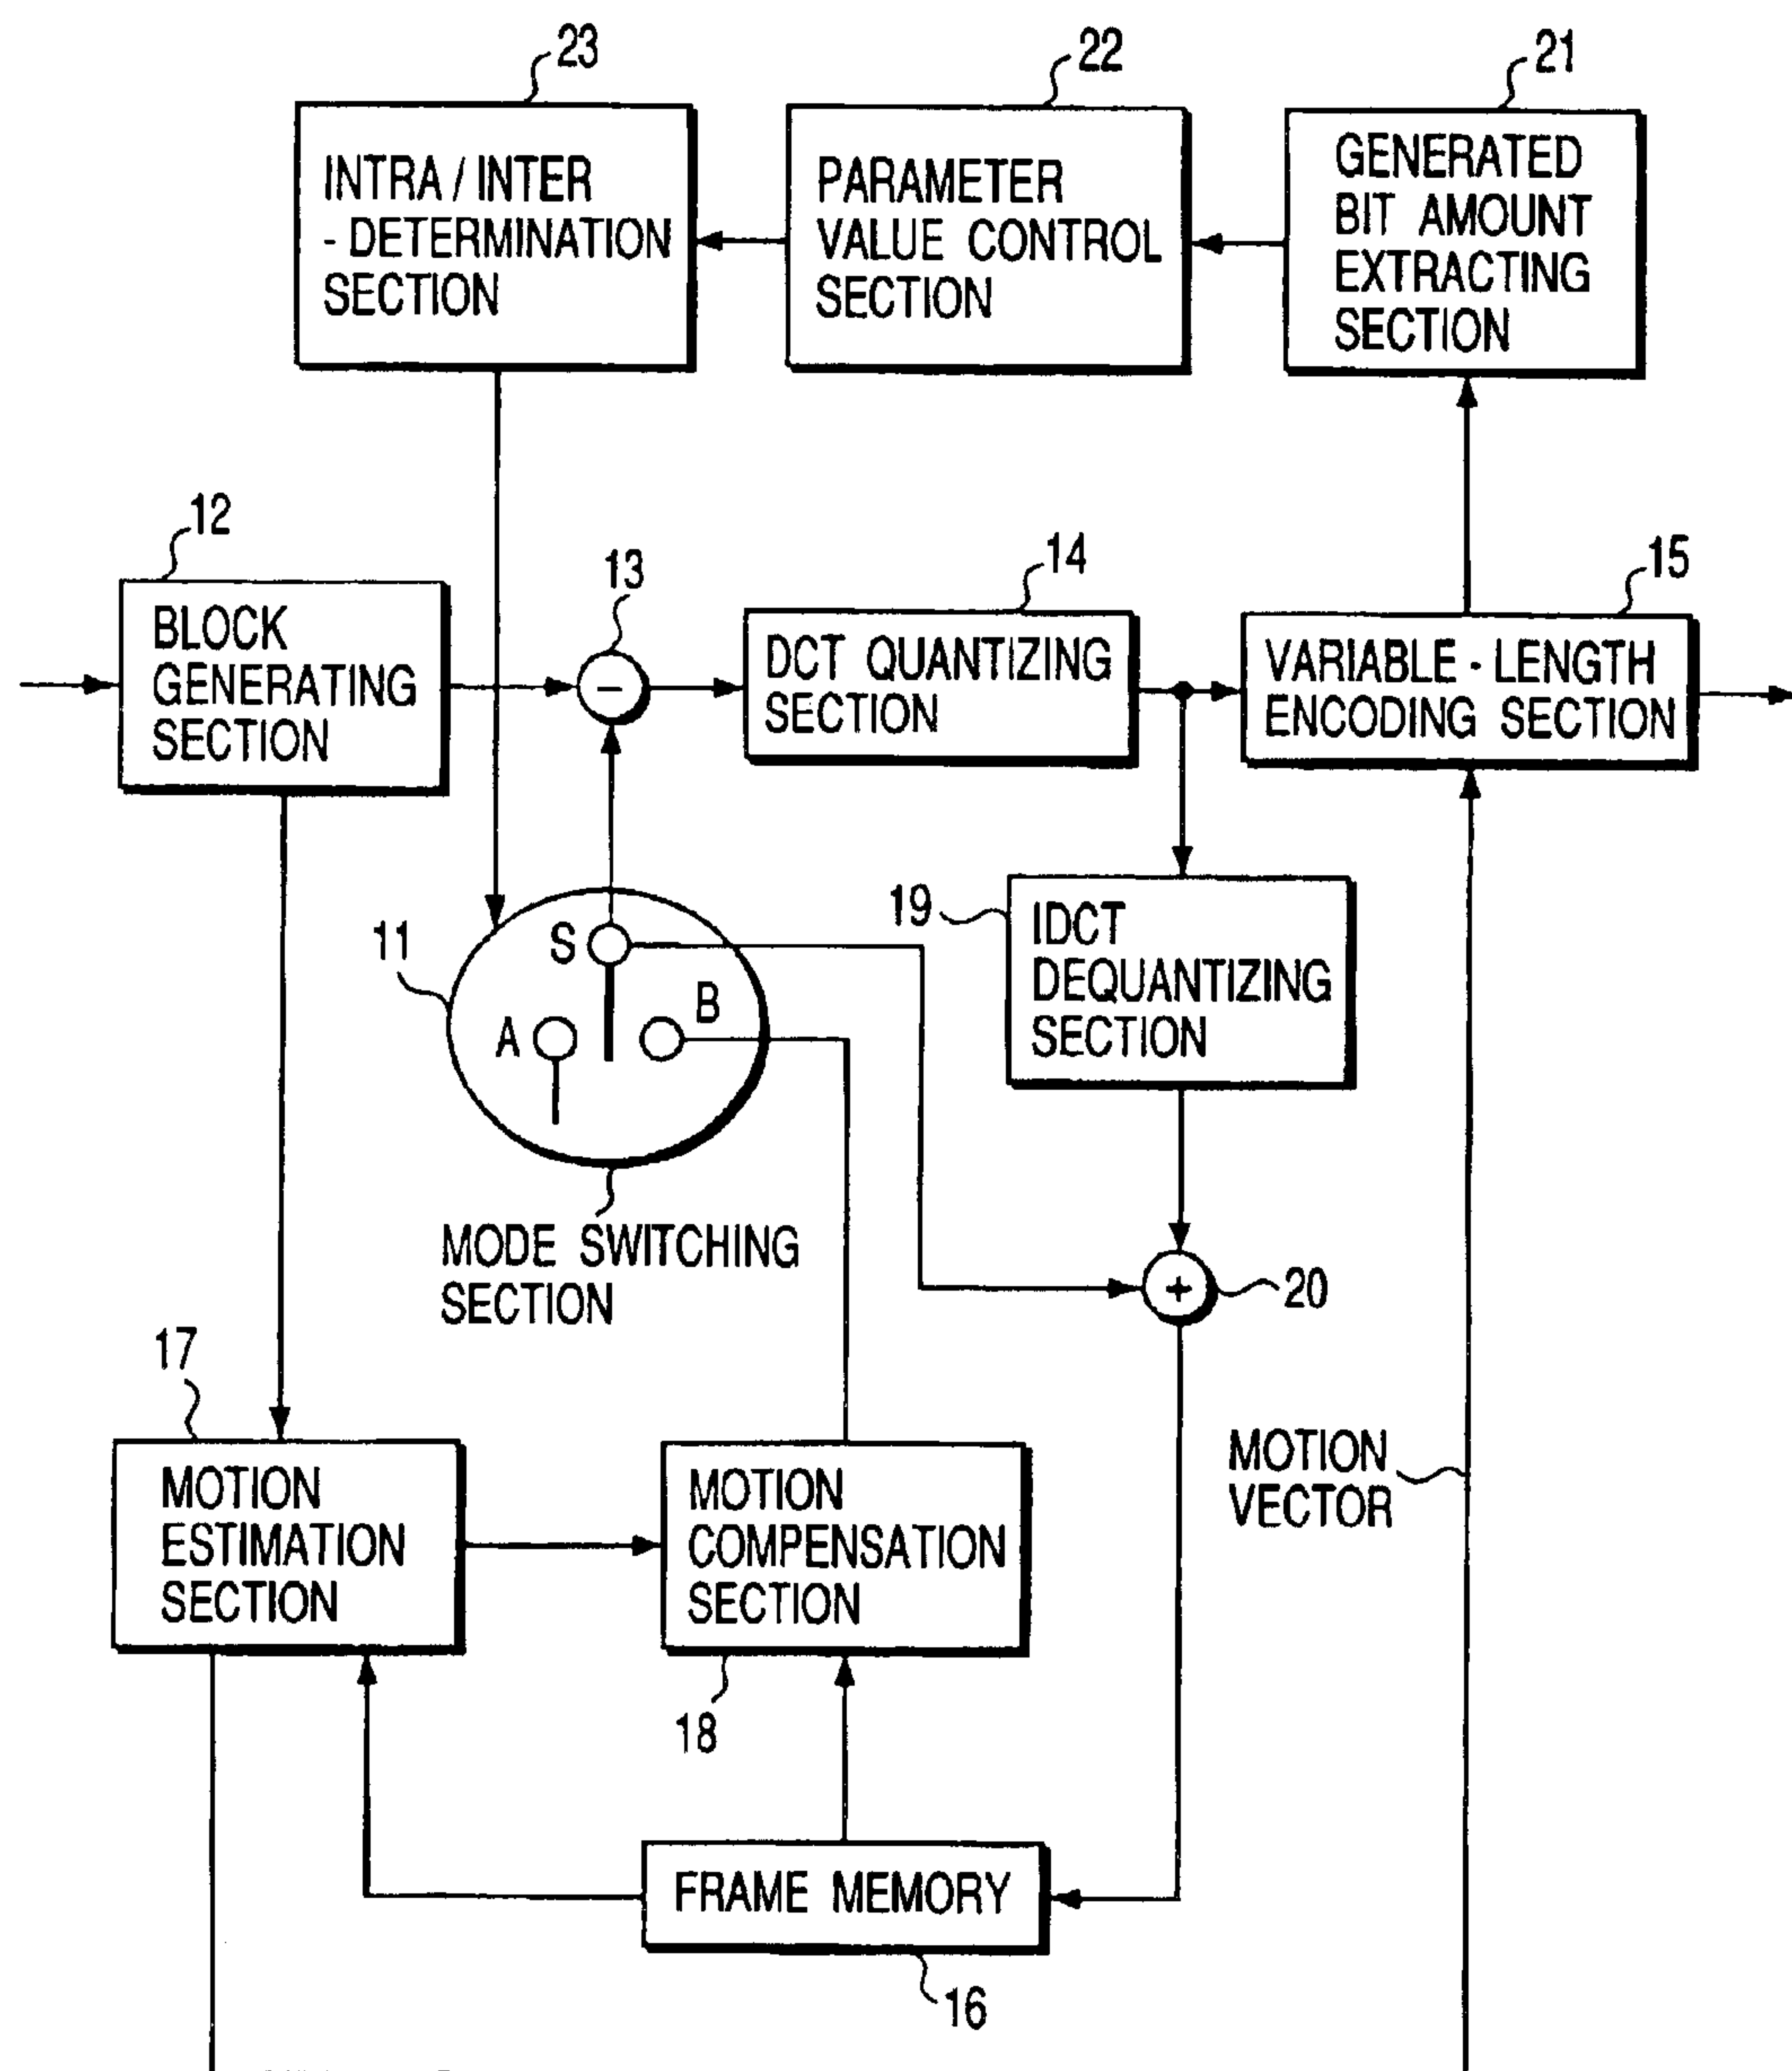 23
22
21
INTRA / INTER
- DETERMINATION
SECTION
PARAMETER
VALUE CONTROL
SECTION
GENERATED
BIT AMOUNT
EXTRACTING
SECTION
12
13
14
15
BLOCK
GENERATING
SECTION
-
DCT QUANTIZING
SECTION
VARIABLE - LENGTH
ENCODING SECTION
11
S
A
B
19
IDCT
DEQUANTIZING
SECTION
MODE SWITCHING
SECTION
+
20
17
MOTION
ESTIMATION
SECTION
MOTION
COMPENSATION
SECTION
MOTION
VECTOR
18
FRAME MEMORY
16